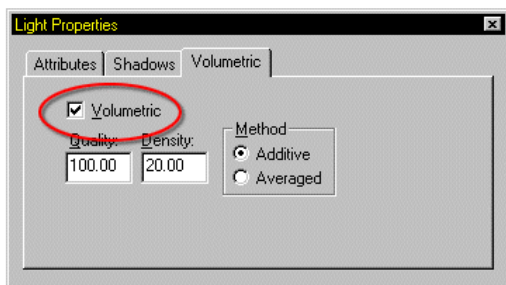 Light Properties
Attributes Shadows Volumetric
Volumetric
Quality: Density:
100.00 20.00
Method
Additive
Averaged